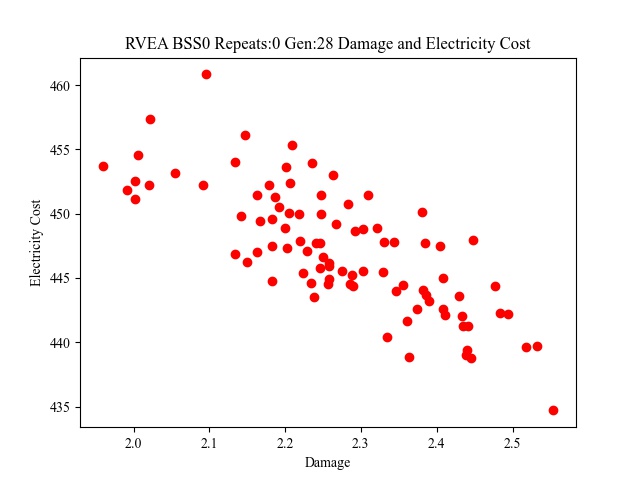 RVEA BSS0 Repeats:0 Gen:28 Damage and Electricity Cost
460
455
450
445
440
435
Electricity Cost
2.0 2.1 2.2 2.3 2.4 2.5
Damage